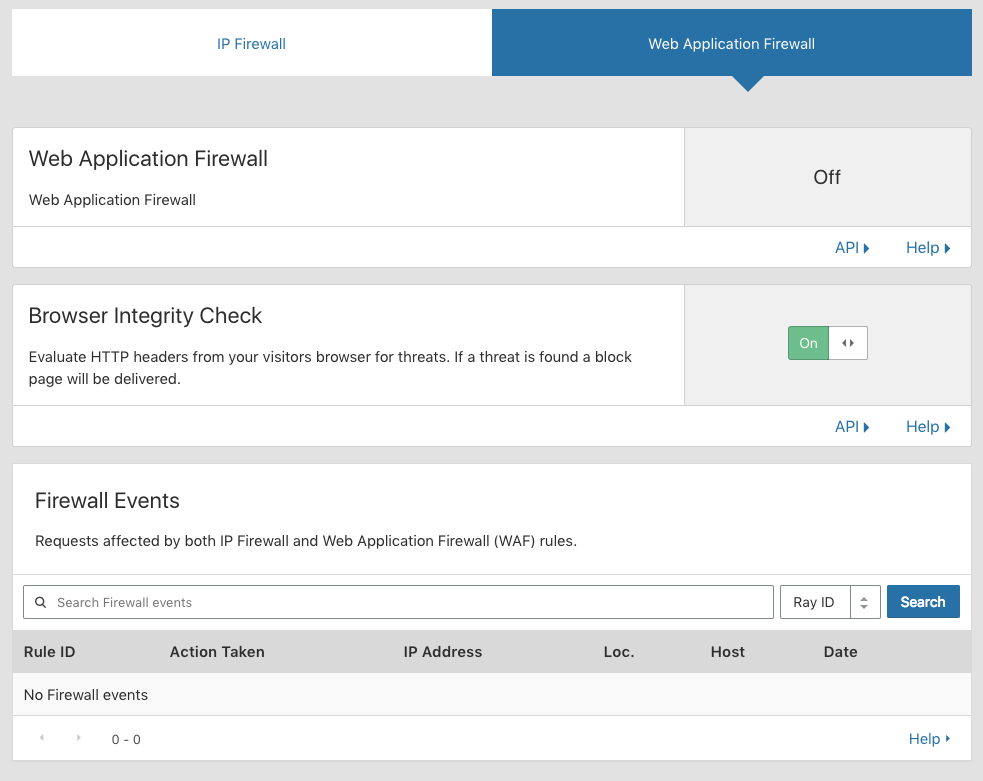 IP Firewall
Web Application Firewall
Web Application Firewall
Off
Web Application Firewall
API
Help
Browser Integrity Check
Evaluate HTTP headers from your visitors browser for threats. If a threat is found a block
page will be delivered.
On
API
Help
Firewall Events
Requests affected by both IP Firewall and Web Application Firewall (WAF) rules.
Search Firewall events
Ray ID
Search
Rule ID Action Taken IP Address Loc. Host Date
No Firewall events
0 - 0
Help